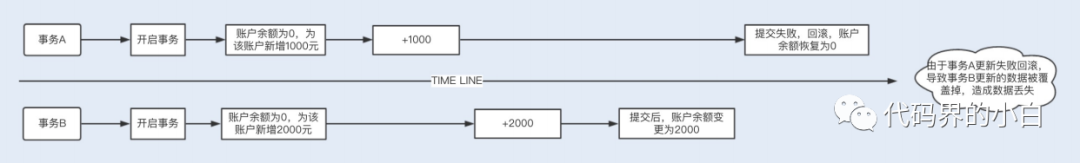 事务A
开启事务
账户余额为0，为
该账户新增1000元
+1000
提交失败，回滚，账户
余额恢复为0
TIME LINE
由于事务A更新失败回滚，
导致事务B更新的数据被覆
盖掉，造成数据丢失
事务B
开启事务
账户余额为0，为该
账户新增2000元
+2000
提交后，账户余额变
更为2000
代码界的小白